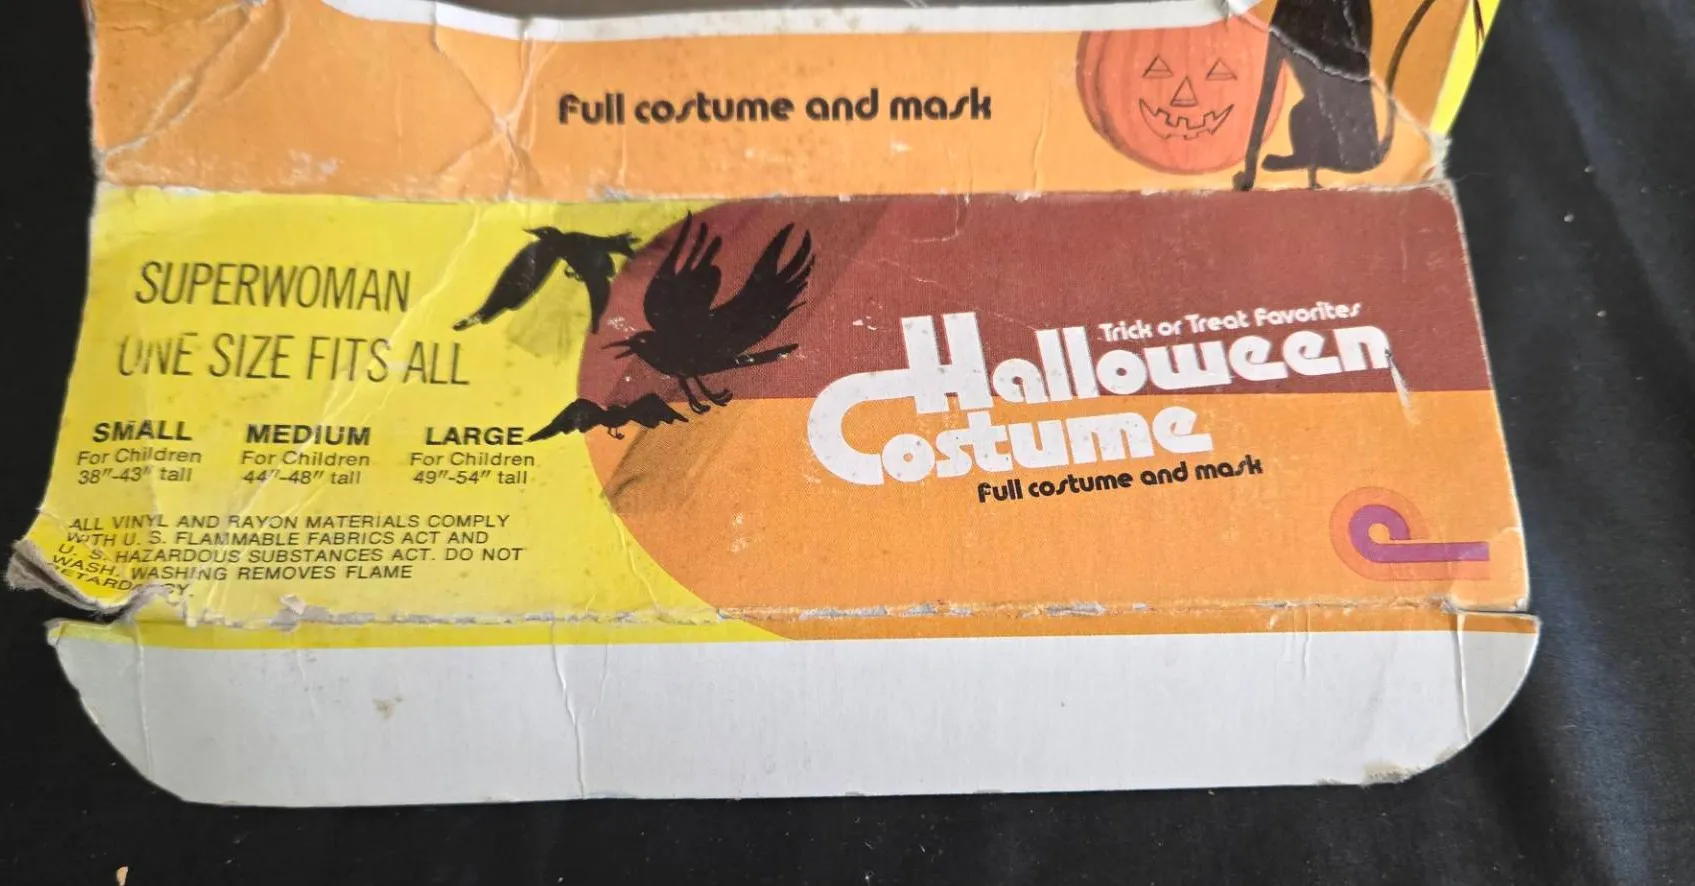 Full costume and mask
SUPERWOMAN
ONE SIZE FITS ALL
SMALL MEDIUM LARGE
For Children For Children For Children
38"-43" tall 44"-48" tall 49"-54" tall
ALL VINYL AND RAYON MATERIALS COMPLY
WITH U. S. FLAMMABLE FABRICS ACT AND
U. S. HAZARDOUS SUBSTANCES ACT. DO NOT
WASH. WASHING REMOVES FLAME
RETARDANCY.
Trick or Treat Favorites
Halloween
Costume
Full costume and mask